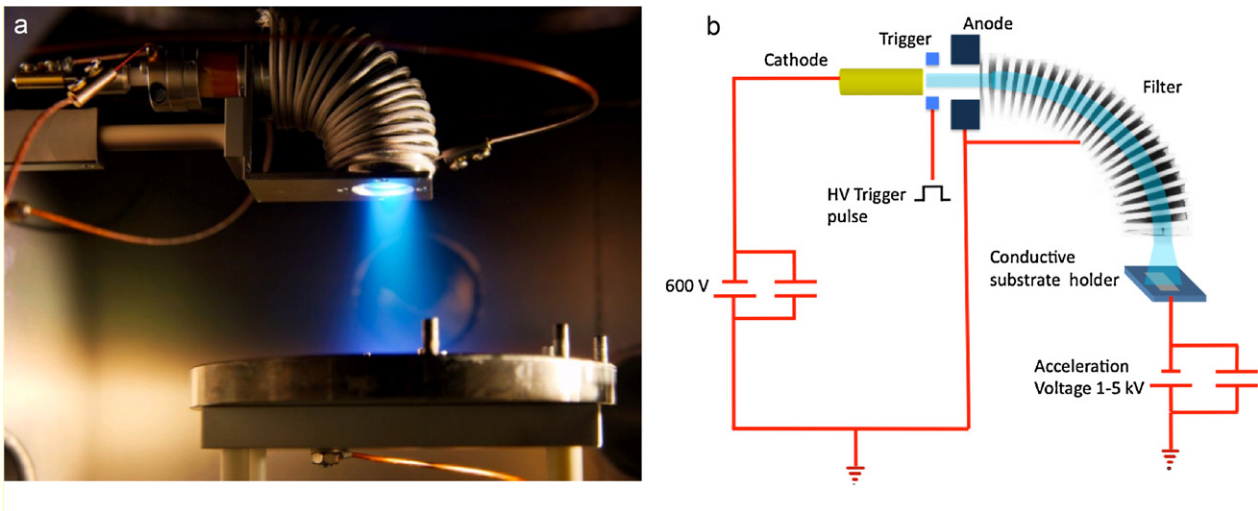 a
b
Anode
Trigger
Cathode
Filter
HV Trigger
pulse
Conductive
substrate holder
600 V
Acceleration
Voltage 1-5 kV